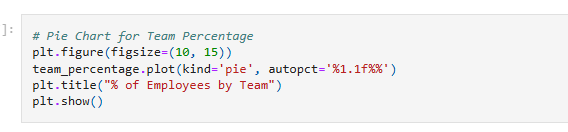 ]:
# Pie Chart for Team Percentage
plt.figure(figsize=(10, 15))
team_percentage.plot(kind='pie', autopct='%1.1f%%')
plt.title("% of Employees by Team")
plt.show()